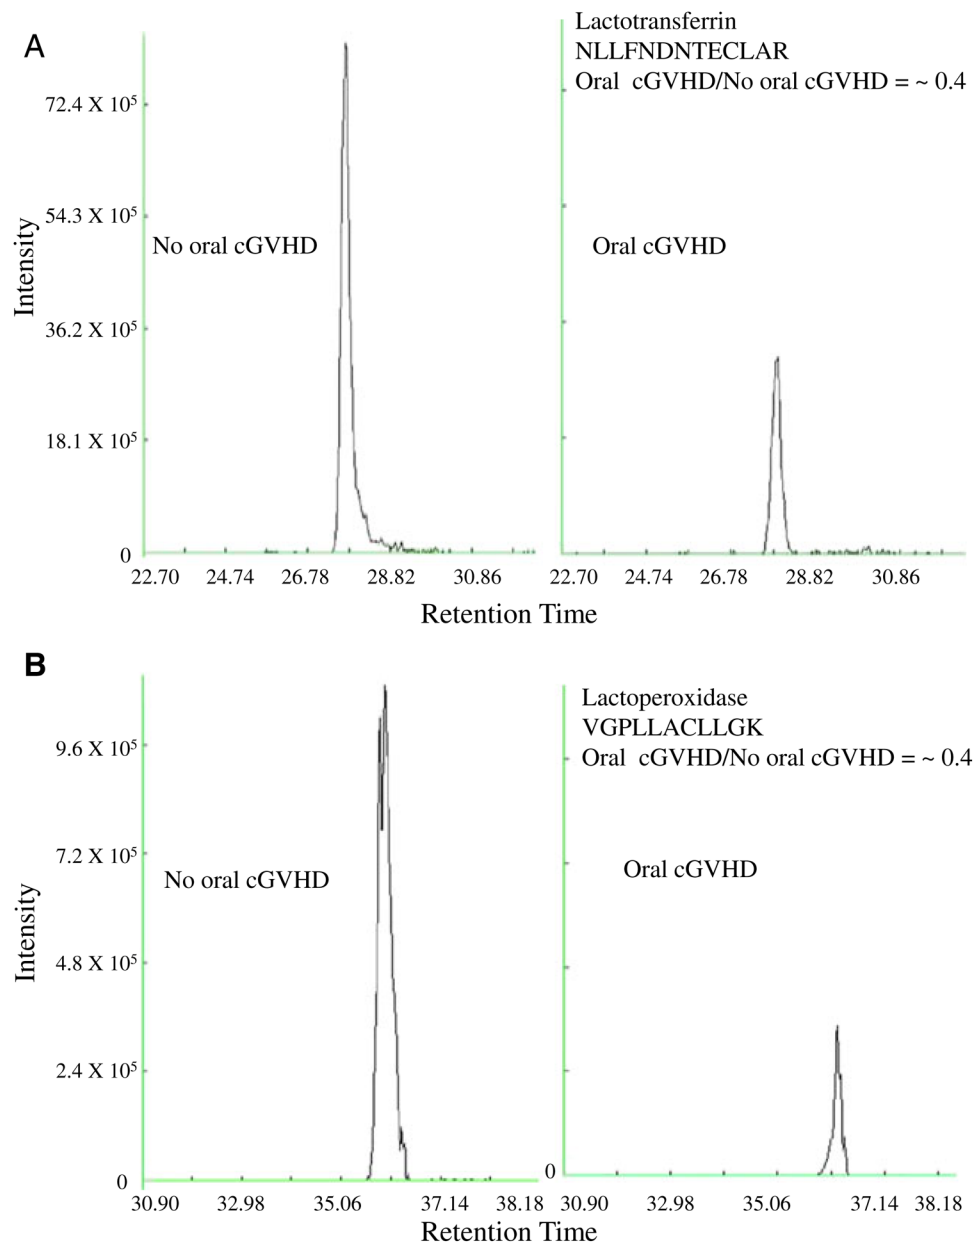 A
Lactotransferrin
NLLFNDNTECLAR
Oral cGVHD/No oral cGVHD = ~ 0.4
72.4 X 10⁵
54.3 X 10⁵
36.2 X 10⁵
18.1 X 10⁵
0
Intensity
No oral cGVHD
Oral cGVHD
22.70 24.74 26.78 28.82 30.86
22.70 24.74 26.78 28.82 30.86
Retention Time
B
Lactoperoxidase
VGPLLACLLGK
Oral cGVHD/No oral cGVHD = ~ 0.4
9.6 X 10⁵
7.2 X 10⁵
4.8 X 10⁵
2.4 X 10⁵
0
Intensity
No oral cGVHD
Oral cGVHD
0
30.90 32.98 35.06 37.14 38.18
30.90 32.98 35.06 37.14 38.18
Retention Time